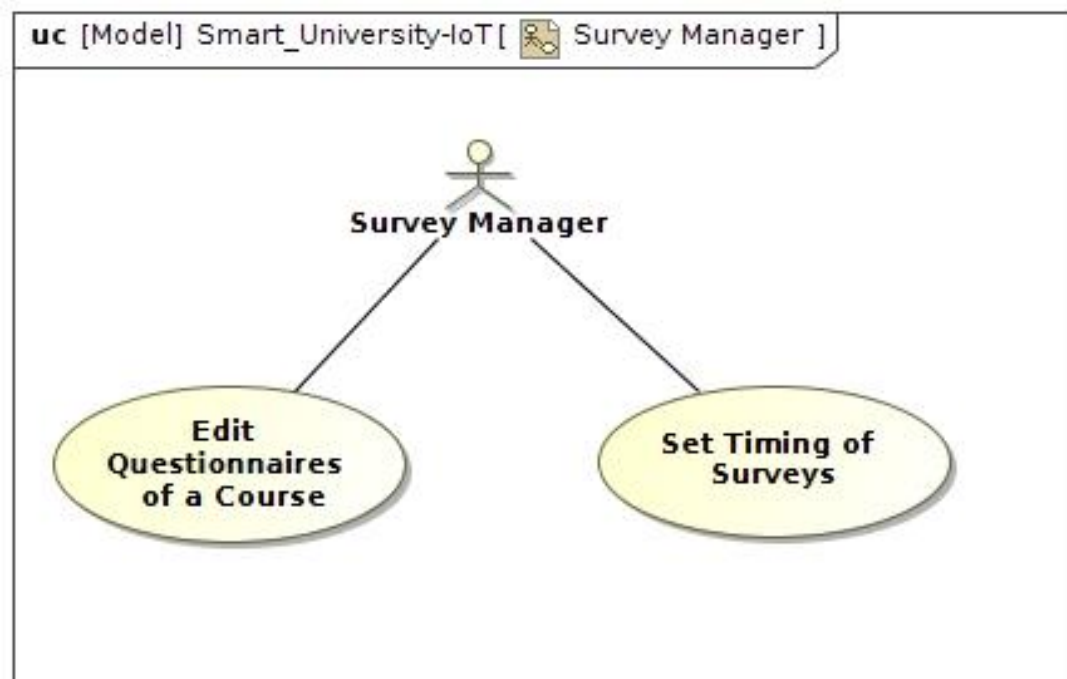 uc [Model] Smart_University-IoT[ Survey Manager ]
Survey Manager
Edit
Questionnaires
of a Course
Set Timing of
Surveys